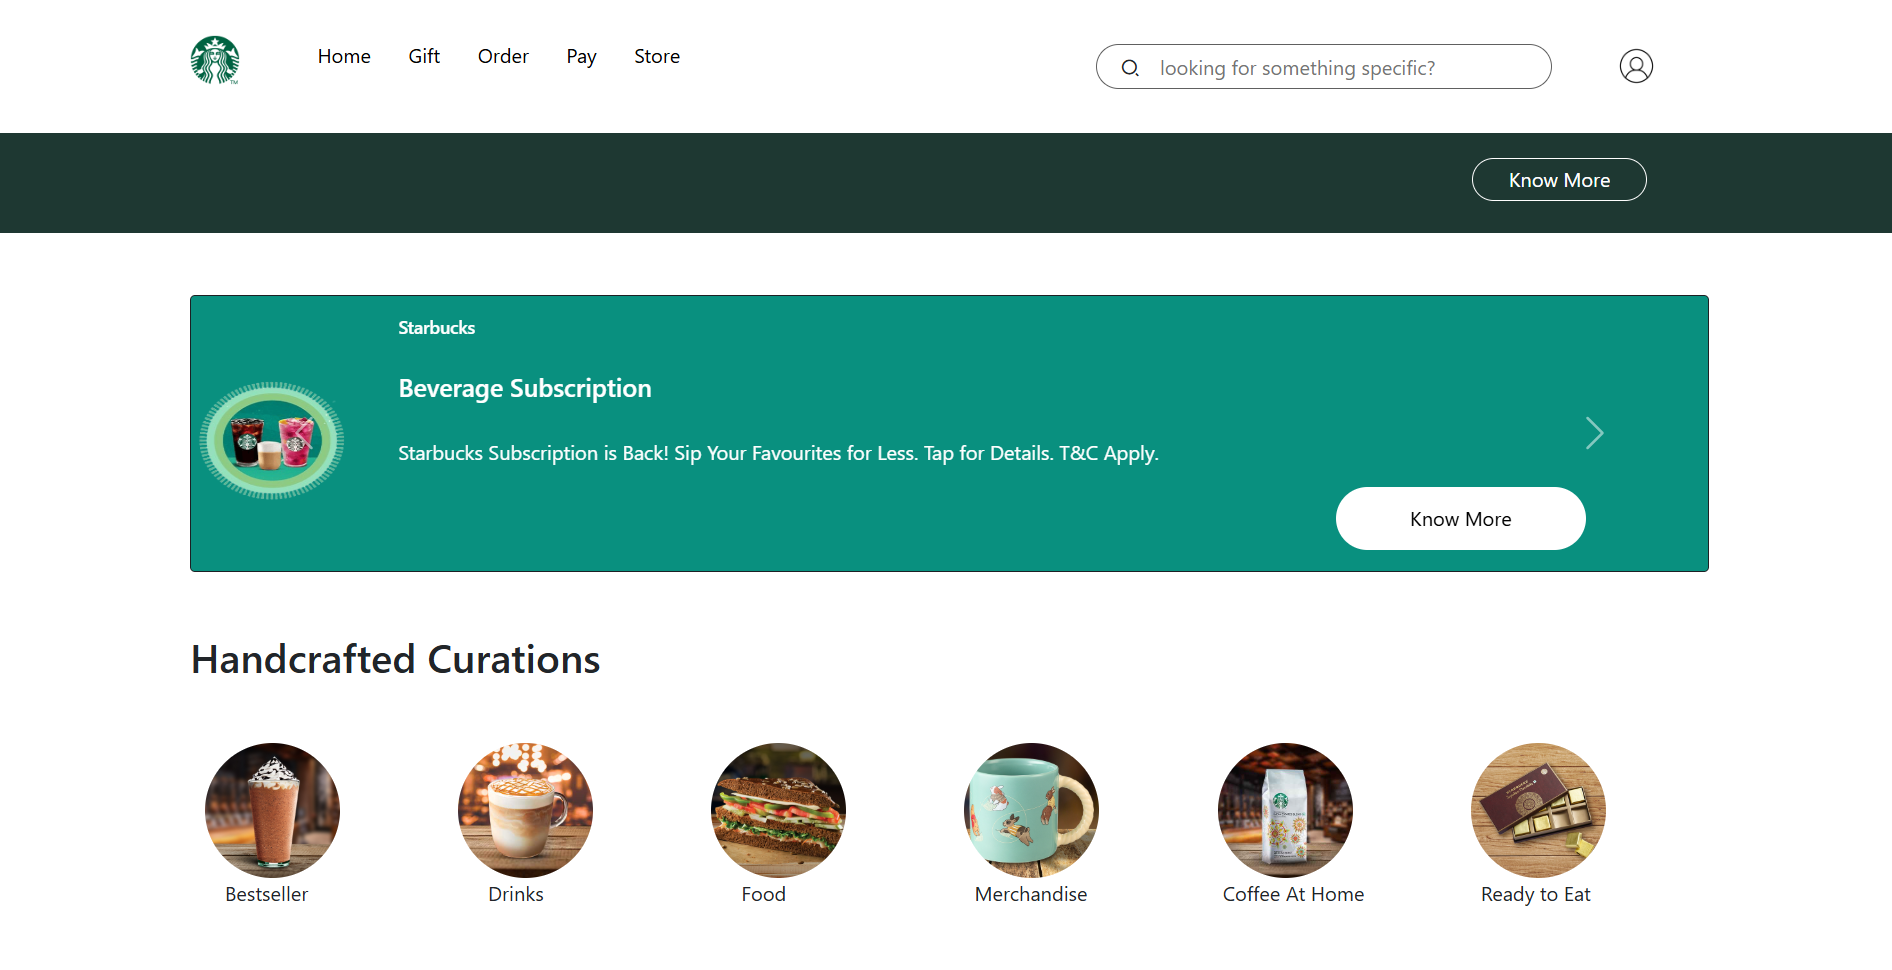 Home Gift Order Pay Store
looking for something specific?
Know More
Starbucks
Beverage Subscription
Starbucks Subscription is Back! Sip Your Favourites for Less. Tap for Details. T&C Apply.
Know More
Handcrafted Curations
Bestseller
Drinks
Food
Merchandise
Coffee At Home
Ready to Eat